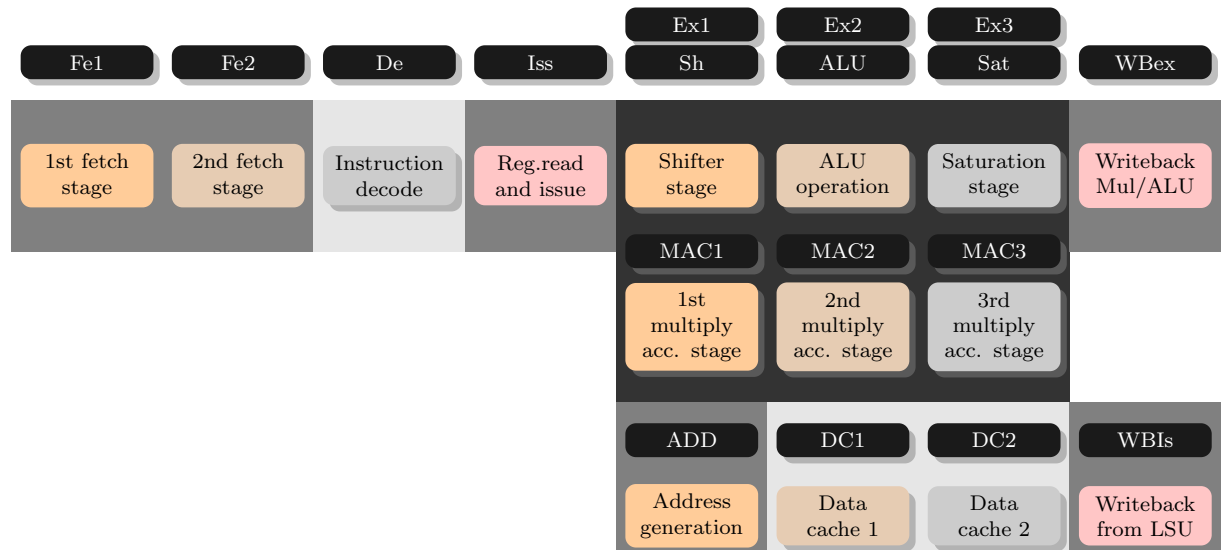 Ex1 Ex2 Ex3
Fe1 Fe2 De Iss Sh ALU Sat WBex
1st fetch 2nd fetch Instruction Reg.read Shifter ALU Saturation Writeback
stage stage decode and issue stage operation stage Mul/ALU
MAC1 MAC2 MAC3
1st 2nd 3rd
multiply multiply multiply
acc. stage acc. stage acc. stage
ADD DC1 DC2 WBIs
Address Data Data Writeback
generation cache 1 cache 2 from LSU